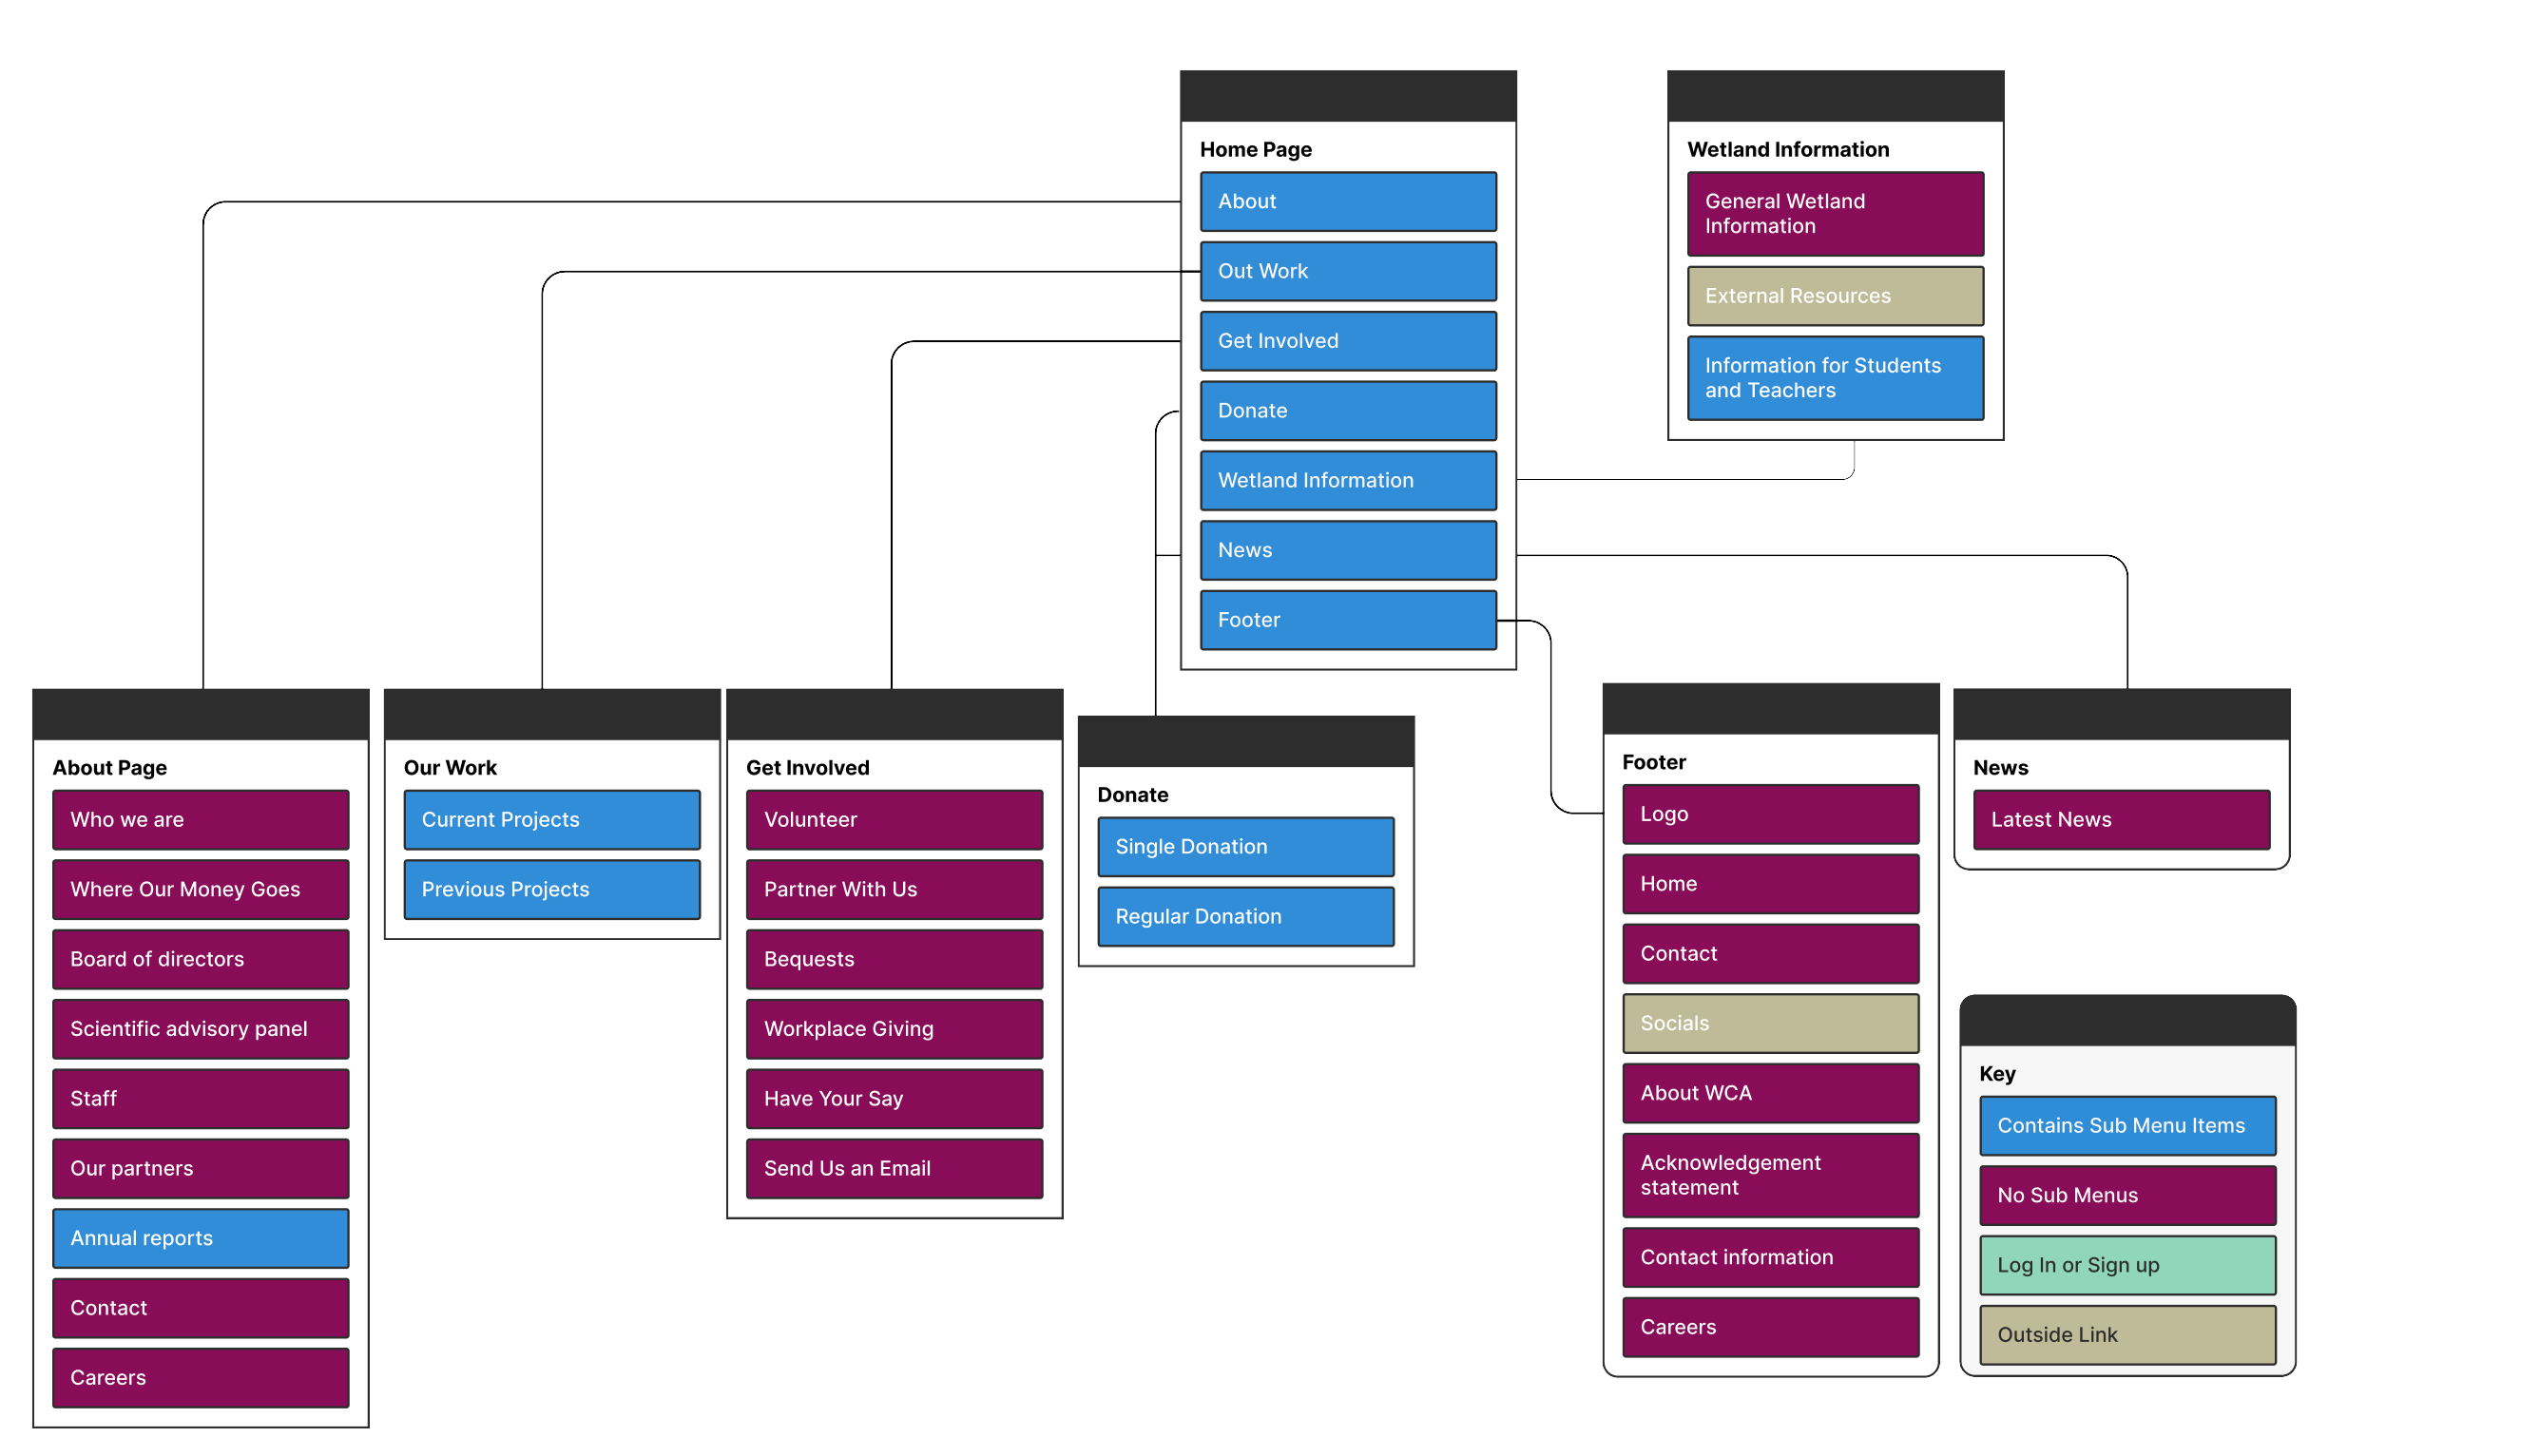 Home Page
About
Out Work
Get Involved
Donate
Wetland Information
News
Footer
Wetland Information
General Wetland
Information
External Resources
Information for Students
and Teachers
About Page
Who we are
Where Our Money Goes
Board of directors
Scientific advisory panel
Staff
Our partners
Annual reports
Contact
Careers
Our Work
Current Projects
Previous Projects
Get Involved
Volunteer
Partner With Us
Bequests
Workplace Giving
Have Your Say
Send Us an Email
Donate
Single Donation
Regular Donation
Footer
Logo
Home
Contact
Socials
About WCA
Acknowledgement
statement
Contact information
Careers
News
Latest News
Key
Contains Sub Menu Items
No Sub Menus
Log In or Sign up
Outside Link